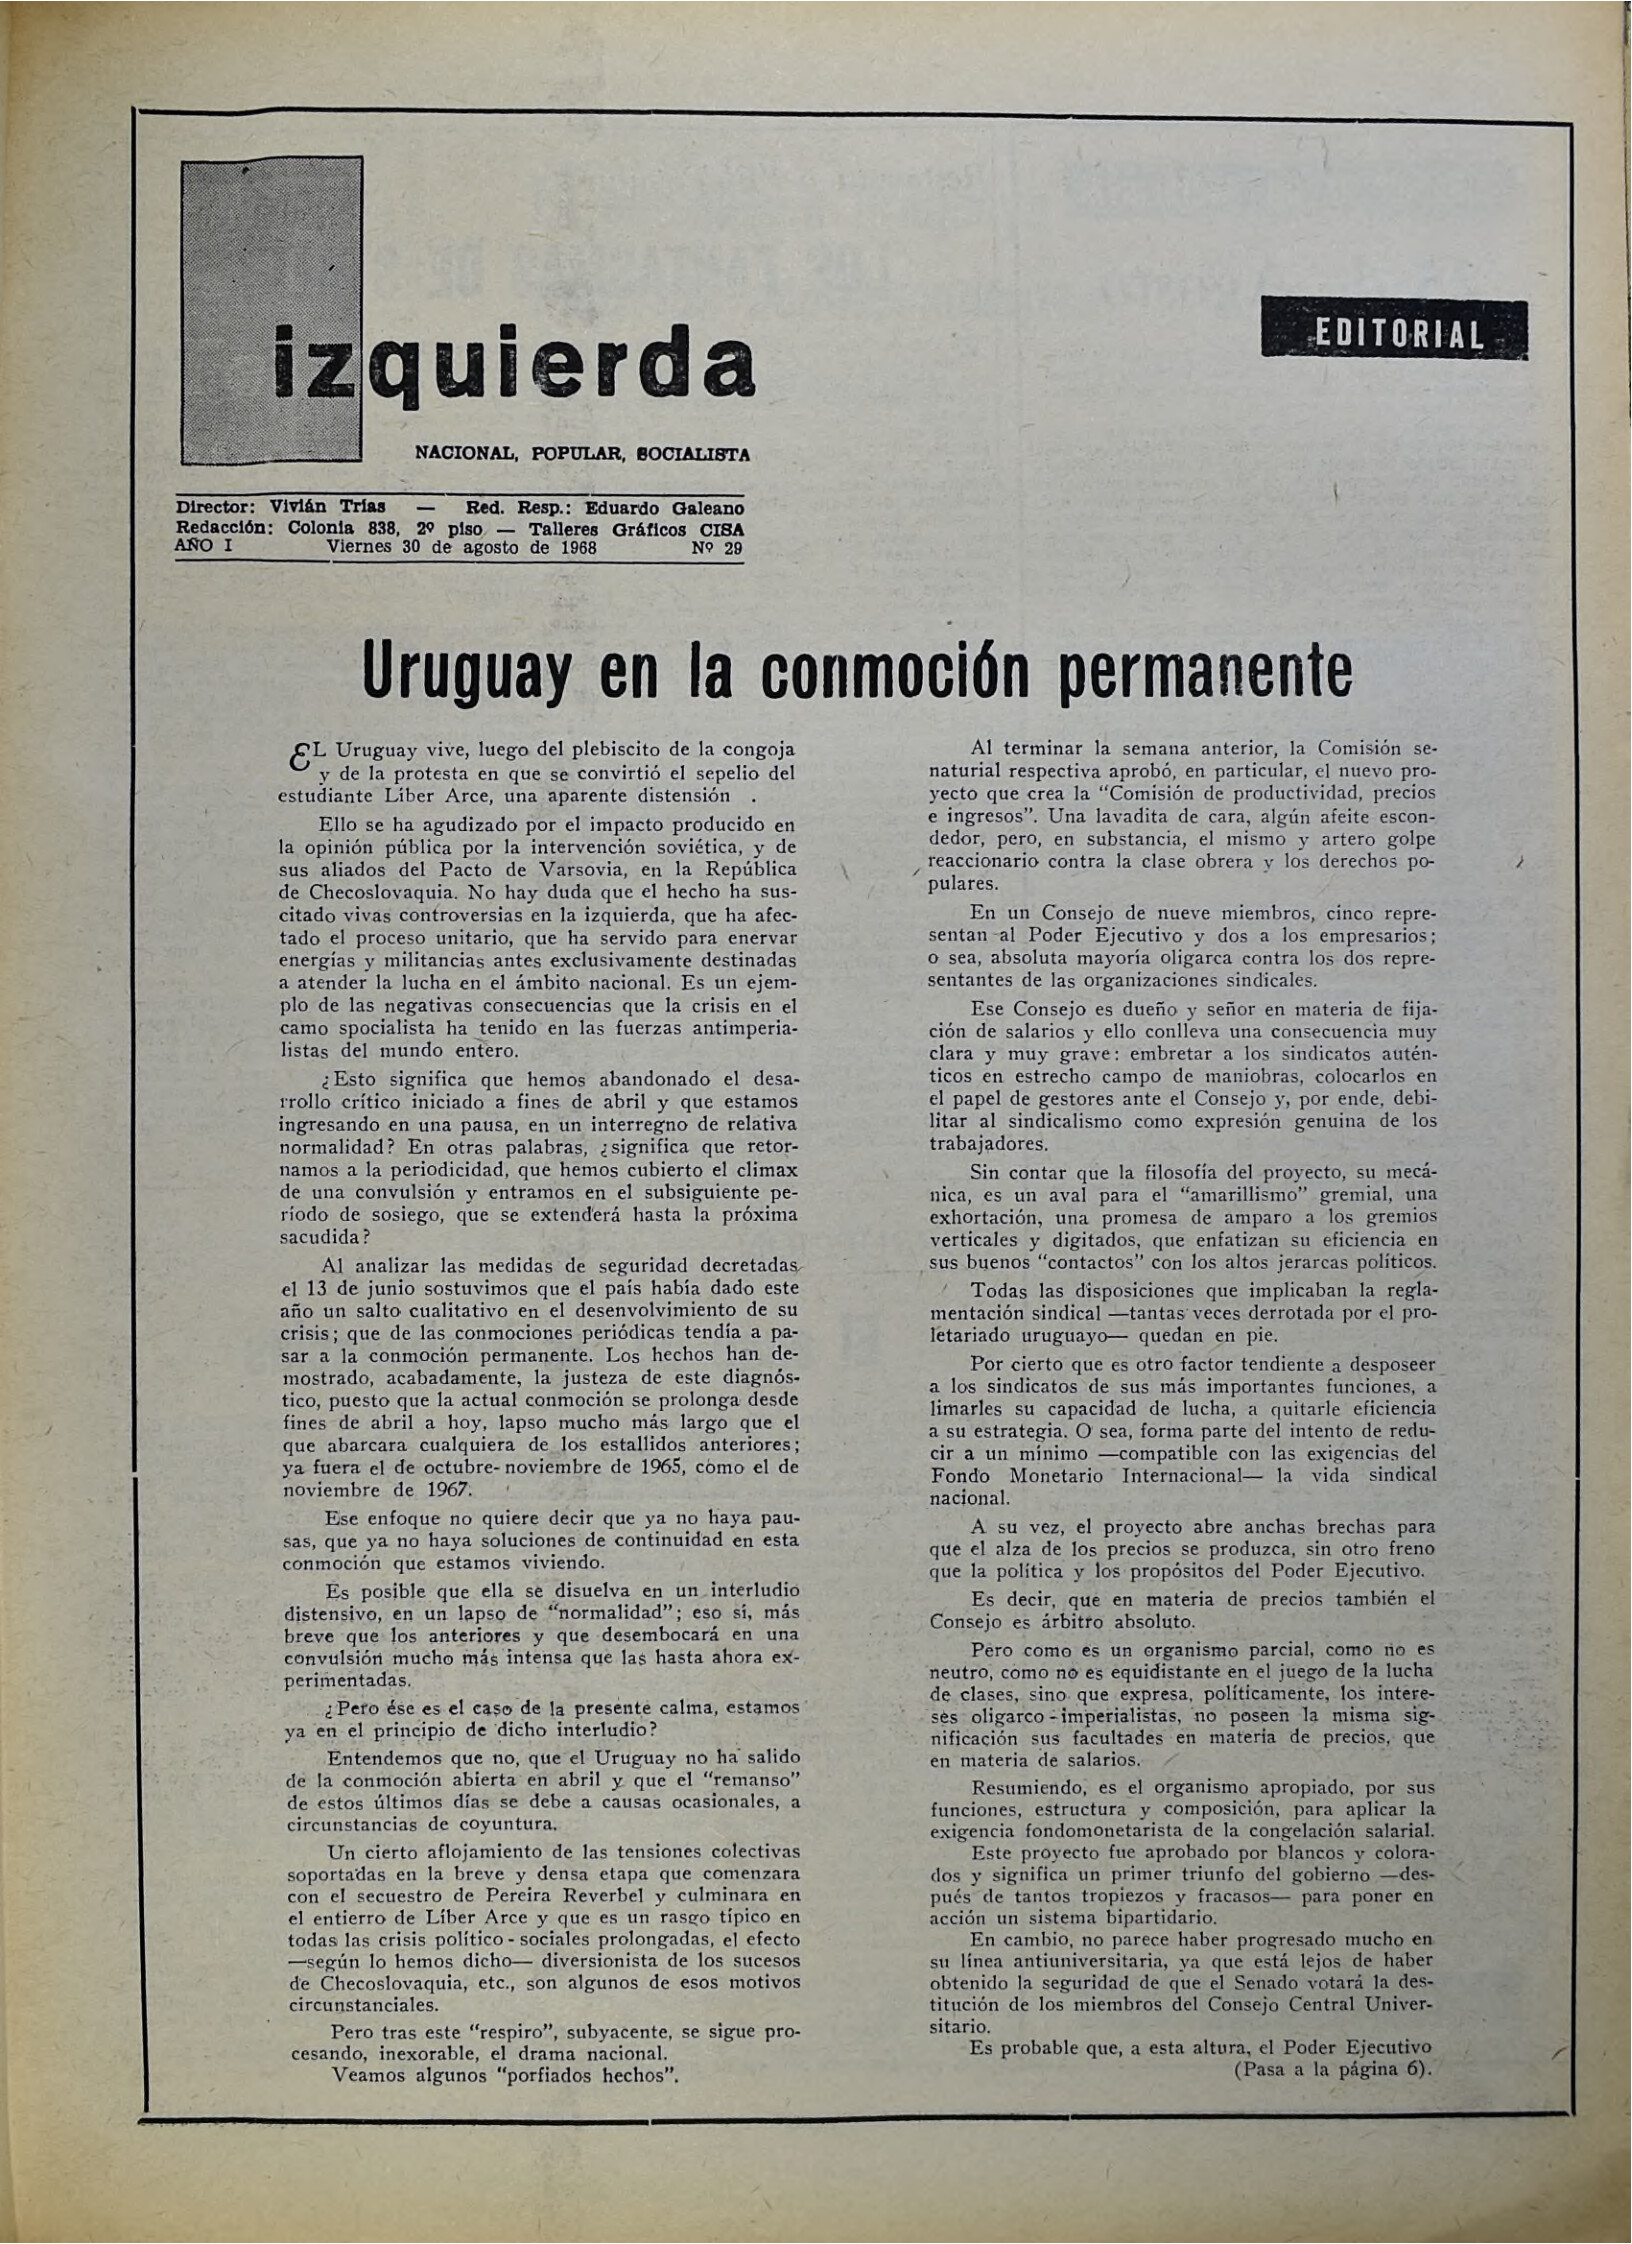 izquierda
NACIONAL, POPULAR, SOCIALISTA
EDITORIAL
Director: Vivián Trías — Red. Resp.: Eduardo Galeano
Redacción: Colonia 838, 2º piso — Talleres Gráficos CISA
AÑO I Viernes 30 de agosto de 1968 Nº 29
Uruguay en la conmoción permanente
EL Uruguay vive, luego del plebiscito de la congoja
y de la protesta en que se convirtió el sepelio del
estudiante Líber Arce, una aparente distensión .
Ello se ha agudizado por el impacto producido en
la opinión pública por la intervención soviética, y de
sus aliados del Pacto de Varsovia, en la República
de Checoslovaquia. No hay duda que el hecho ha sus-
citado vivas controversias en la izquierda, que ha afec-
tado el proceso unitario, que ha servido para enervar
energías y militancias antes exclusivamente destinadas
a atender la lucha en el ámbito nacional. Es un ejem-
plo de las negativas consecuencias que la crisis en el
camo spocialista ha tenido en las fuerzas antimperia-
listas del mundo entero.
¿Esto significa que hemos abandonado el desa-
rrollo crítico iniciado a fines de abril y que estamos
ingresando en una pausa, en un interregno de relativa
normalidad? En otras palabras, ¿significa que retor-
namos a la periodicidad, que hemos cubierto el climax
de una convulsión y entramos en el subsiguiente pe-
ríodo de sosiego, que se extenderá hasta la próxima
sacudida?
Al analizar las medidas de seguridad decretadas
el 13 de junio sostuvimos que el país había dado este
año un salto cualitativo en el desenvolvimiento de su
crisis; que de las conmociones periódicas tendía a pa-
sar a la conmoción permanente. Los hechos han de-
mostrado, acabadamente, la justeza de este diagnós-
tico, puesto que la actual conmoción se prolonga desde
fines de abril a hoy, lapso mucho más largo que el
que abarcara cualquiera de los estallidos anteriores;
ya fuera el de octubre-noviembre de 1965, como el de
noviembre de 1967.
Ese enfoque no quiere decir que ya no haya pau-
sas, que ya no haya soluciones de continuidad en esta
conmoción que estamos viviendo.
Es posible que ella se disuelva en un interludio
distensivo, en un lapso de "normalidad"; eso sí, más
breve que los anteriores y que desembocará en una
convulsión mucho más intensa que las hasta ahora ex-
perimentadas.
¿Pero ése es el caso de la presente calma, estamos
ya en el principio de dicho interludio?
Entendemos que no, que el Uruguay no ha salido
de la conmoción abierta en abril y que el "remanso"
de estos últimos días se debe a causas ocasionales, a
circunstancias de coyuntura.
Un cierto aflojamiento de las tensiones colectivas
soportadas en la breve y densa etapa que comenzara
con el secuestro de Pereira Reverbel y culminara en
el entierro de Líber Arce y que es un rasgo típico en
todas las crisis político - sociales prolongadas, el efecto
—según lo hemos dicho— diversionista de los sucesos
de Checoslovaquia, etc., son algunos de esos motivos
circunstanciales.
Pero tras este "respiro", subyacente, se sigue pro-
cesando, inexorable, el drama nacional.
Veamos algunos "porfiados hechos".
Al terminar la semana anterior, la Comisión se-
naturial respectiva aprobó, en particular, el nuevo pro-
yecto que crea la "Comisión de productividad, precios
e ingresos". Una lavadita de cara, algún afeite escon-
dedor, pero, en substancia, el mismo y artero golpe
reaccionario contra la clase obrera y los derechos po-
pulares.
En un Consejo de nueve miembros, cinco repre-
sentan al Poder Ejecutivo y dos a los empresarios;
o sea, absoluta mayoría oligarca contra los dos repre-
sentantes de las organizaciones sindicales.
Ese Consejo es dueño y señor en materia de fija-
ción de salarios y ello conlleva una consecuencia muy
clara y muy grave: embretar a los sindicatos autén-
ticos en estrecho campo de maniobras, colocarlos en
el papel de gestores ante el Consejo y, por ende, debi-
litar al sindicalismo como expresión genuina de los
trabajadores.
Sin contar que la filosofía del proyecto, su mecá-
nica, es un aval para el "amarillismo" gremial, una
exhortación, una promesa de amparo a los gremios
verticales y digitados, que enfatizan su eficiencia en
sus buenos "contactos" con los altos jerarcas políticos.
Todas las disposiciones que implicaban la regla-
mentación sindical —tantas veces derrotada por el pro-
letariado uruguayo— quedan en pie.
Por cierto que es otro factor tendiente a desposeer
a los sindicatos de sus más importantes funciones, a
limarles su capacidad de lucha, a quitarle eficiencia
a su estrategia. O sea, forma parte del intento de redu-
cir a un mínimo —compatible con las exigencias del
Fondo Monetario Internacional— la vida sindical
nacional.
A su vez, el proyecto abre anchas brechas para
que el alza de los precios se produzca, sin otro freno
que la política y los propósitos del Poder Ejecutivo.
Es decir, que en materia de precios también el
Consejo es árbitro absoluto.
Pero como es un organismo parcial, como no es
neutro, como no es equidistante en el juego de la lucha
de clases, sino que expresa, políticamente, los intere-
ses oligarco - imperialistas, no poseen la misma sig-
nificación sus facultades en materia de precios, que
en materia de salarios.
Resumiendo, es el organismo apropiado, por sus
funciones, estructura y composición, para aplicar la
exigencia fondomonetarista de la congelación salarial.
Este proyecto fue aprobado por blancos y colora-
dos y significa un primer triunfo del gobierno —des-
pués de tantos tropiezos y fracasos— para poner en
acción un sistema bipartidario.
En cambio, no parece haber progresado mucho en
su línea antiuniversitaria, ya que está lejos de haber
obtenido la seguridad de que el Senado votará la des-
titución de los miembros del Consejo Central Univer-
sitario.
Es probable que, a esta altura, el Poder Ejecutivo
(Pasa a la página 6).